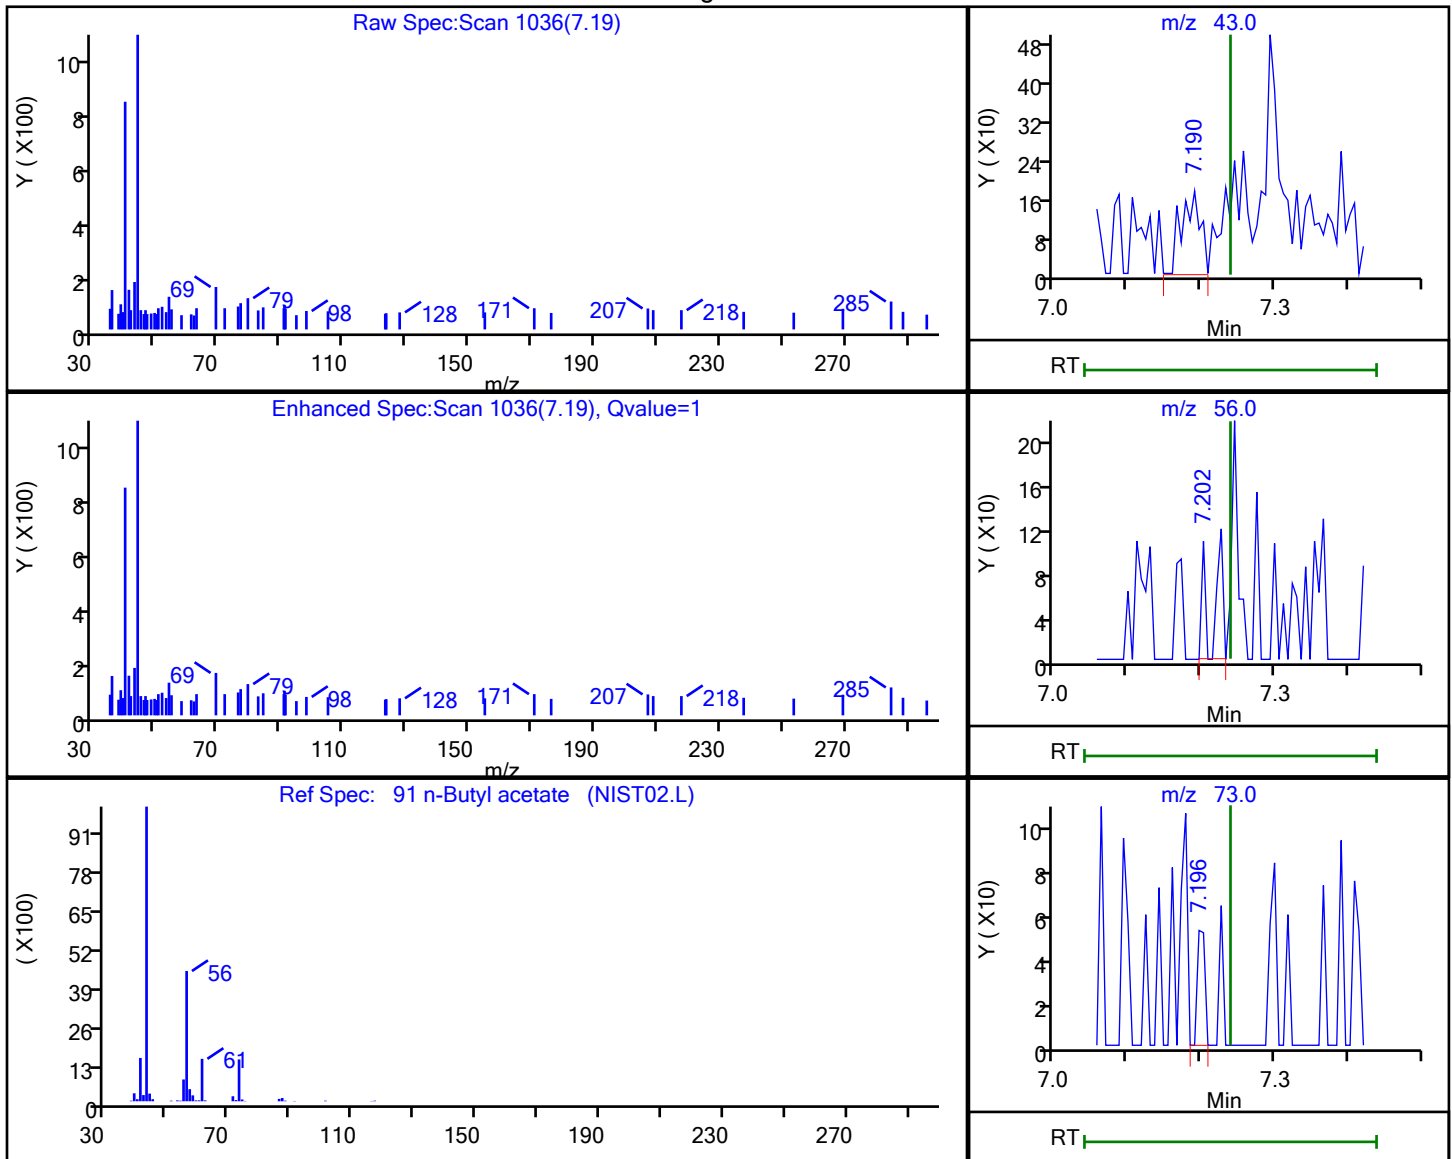 Raw Spec:Scan 1036(7.19)
Y ( X100)
10
8
6
4
2
0
69
79
98
128
171
207
218
285
30 70 110 150 190 230 270
m/z
m/z 43.0
Y ( X10)
48
40
32
24
16
8
0
7.190
7.0 7.3
Min
RT
Enhanced Spec:Scan 1036(7.19), Qvalue=1
Y ( X100)
10
8
6
4
2
0
69
79
98
128
171
207
218
285
30 70 110 150 190 230 270
m/z
m/z 56.0
Y ( X10)
20
16
12
8
4
0
7.202
7.0 7.3
Min
RT
Ref Spec: 91 n-Butyl acetate (NIST02.L)
( X100)
91
78
65
52
39
26
13
0
56
61
30 70 110 150 190 230 270
m/z 73.0
Y ( X10)
10
8
6
4
2
0
7.196
7.0 7.3
Min
RT